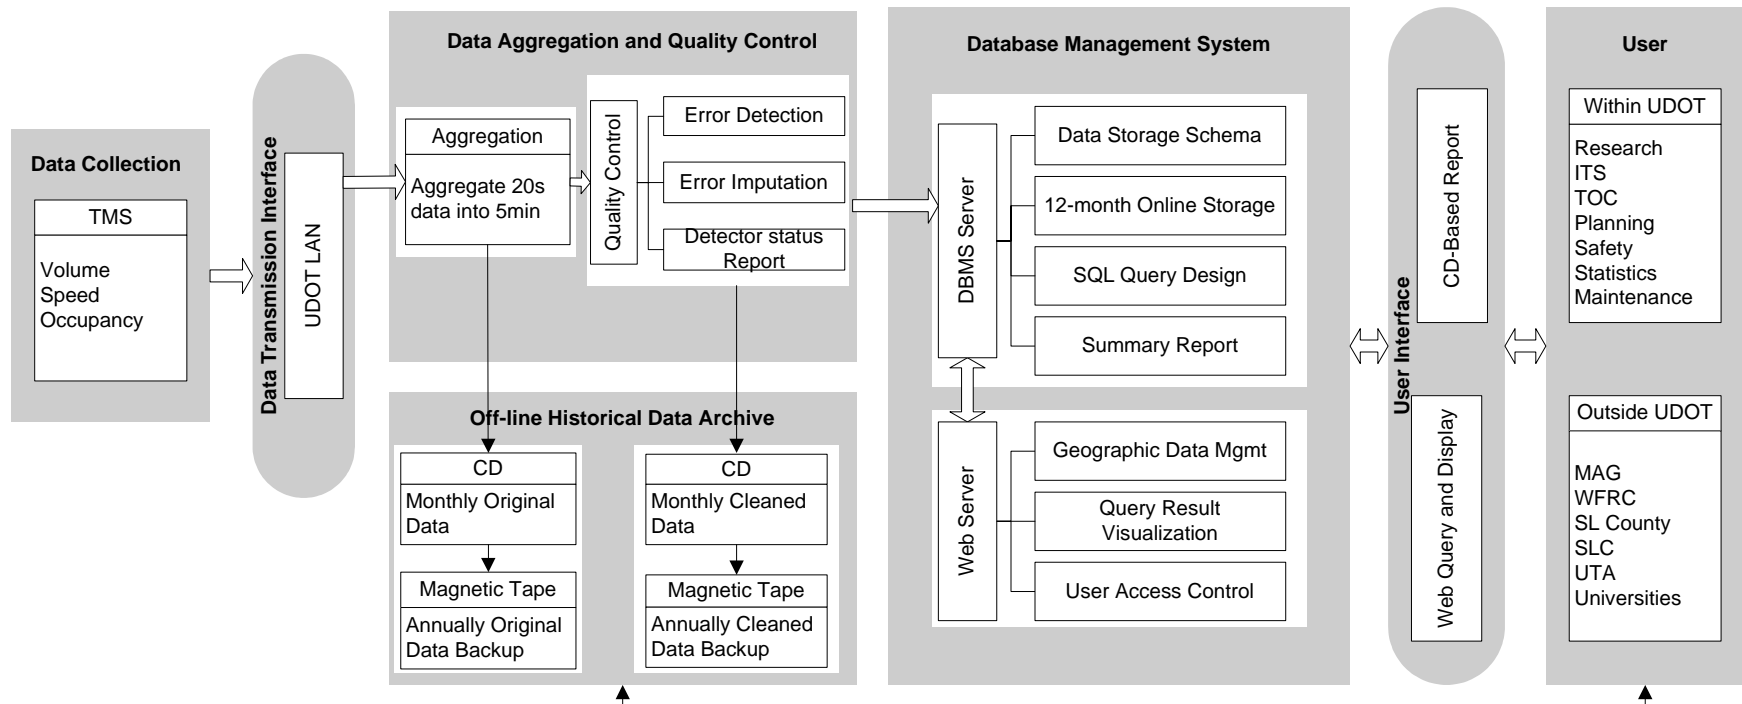 Data Collection
TMS
Volume
Speed
Occupancy
Data Transmission Interface
UDOT LAN
Data Aggregation and Quality Control
Aggregation
Aggregate 20s
data into 5min
Quality Control
Error Detection
Error Imputation
Detector status
Report
Off-line Historical Data Archive
CD
Monthly Original
Data
Magnetic Tape
Annually Original
Data Backup
CD
Monthly Cleaned
Data
Magnetic Tape
Annually Cleaned
Data Backup
Database Management System
DBMS Server
Data Storage Schema
12-month Online Storage
SQL Query Design
Summary Report
Web Server
Geographic Data Mgmt
Query Result
Visualization
User Access Control
User Interface
CD-Based Report
Web Query and Display
User
Within UDOT
Research
ITS
TOC
Planning
Safety
Statistics
Maintenance
Outside UDOT
MAG
WFRC
SL County
SLC
UTA
Universities